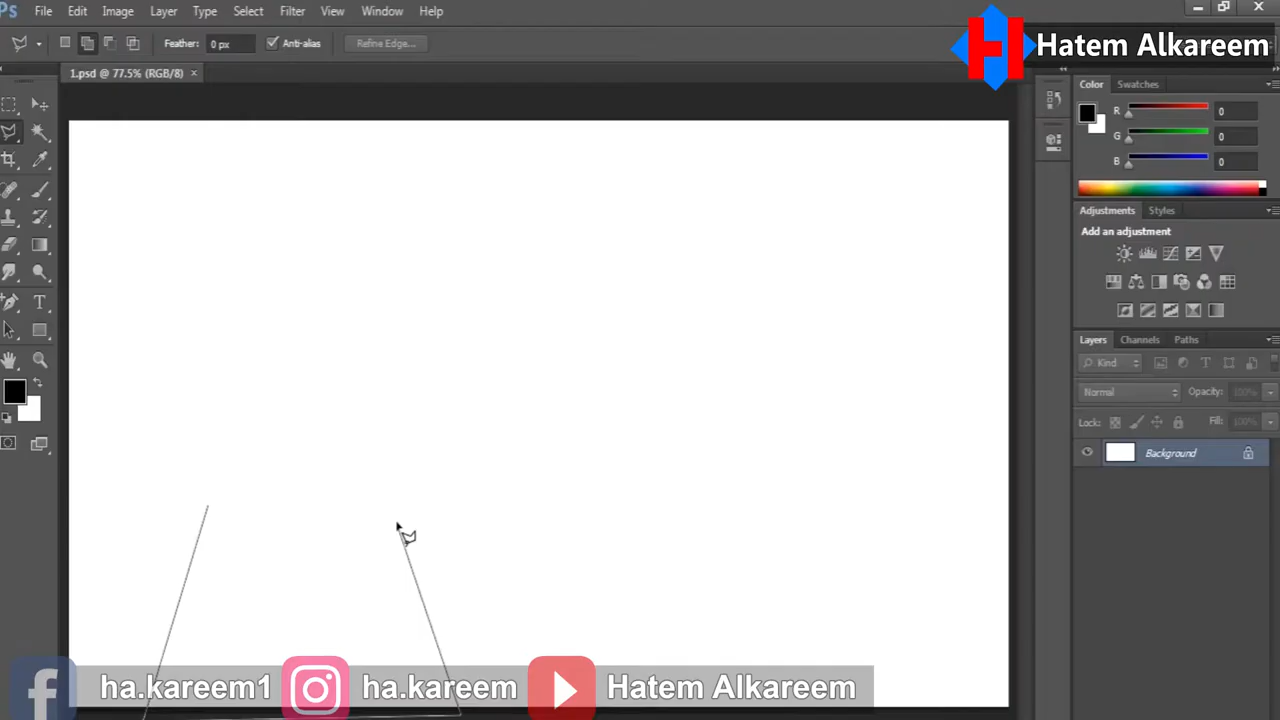 Ps File Edit Image Layer Type Select Filter View Window Help
Feather: 0 px Anti-alias Refine Edge...
H Hatem Alkareem
1.psd @ 77.5% (RGB/8) ×
Color Swatches
R 0
G 0
B 0
Adjustments Styles
Add an adjustment
T
Layers Channels Paths
Kind T
Normal Opacity: 100%
Lock: Fill: 100%
Background
f ha.kareem1 ha.kareem Hatem Alkareem